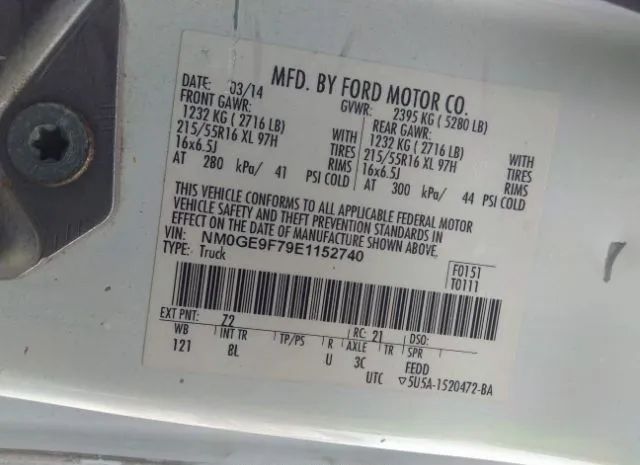 MFD. BY FORD MOTOR CO.
DATE: 03/14 GVWR: 2395 KG ( 5280 LB)
FRONT GAWR: REAR GAWR:
1232 KG ( 2716 LB) 1232 KG ( 2716 LB)
215/55R16 XL 97H TIRES 215/55R16 XL 97H TIRES
16x6.5J RIMS 16x6.5J RIMS
AT 280 kPa/ 41 PSI COLD AT 300 kPa/ 44 PSI COLD
THIS VEHICLE CONFORMS TO ALL APPLICABLE FEDERAL MOTOR
VEHICLE SAFETY AND THEFT PREVENTION STANDARDS IN
EFFECT ON THE DATE OF MANUFACTURE SHOWN ABOVE.
VIN: NM0GE9F79E1152740
TYPE: Truck
F0151
T0111
EXT PNT: Z2 RC: 21 DSO:
WB INT TR TP/PS R AXLE TR SPR
121 BL U 3C FEDD
UTC ▽5U5A-1520472-BA